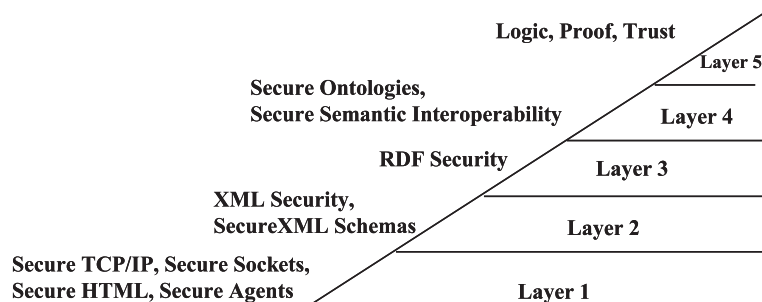 Logic, Proof, Trust
Layer 5
Secure Ontologies,
Secure Semantic Interoperability
Layer 4
RDF Security
Layer 3
XML Security,
SecureXML Schemas
Layer 2
Secure TCP/IP, Secure Sockets,
Secure HTML, Secure Agents
Layer 1